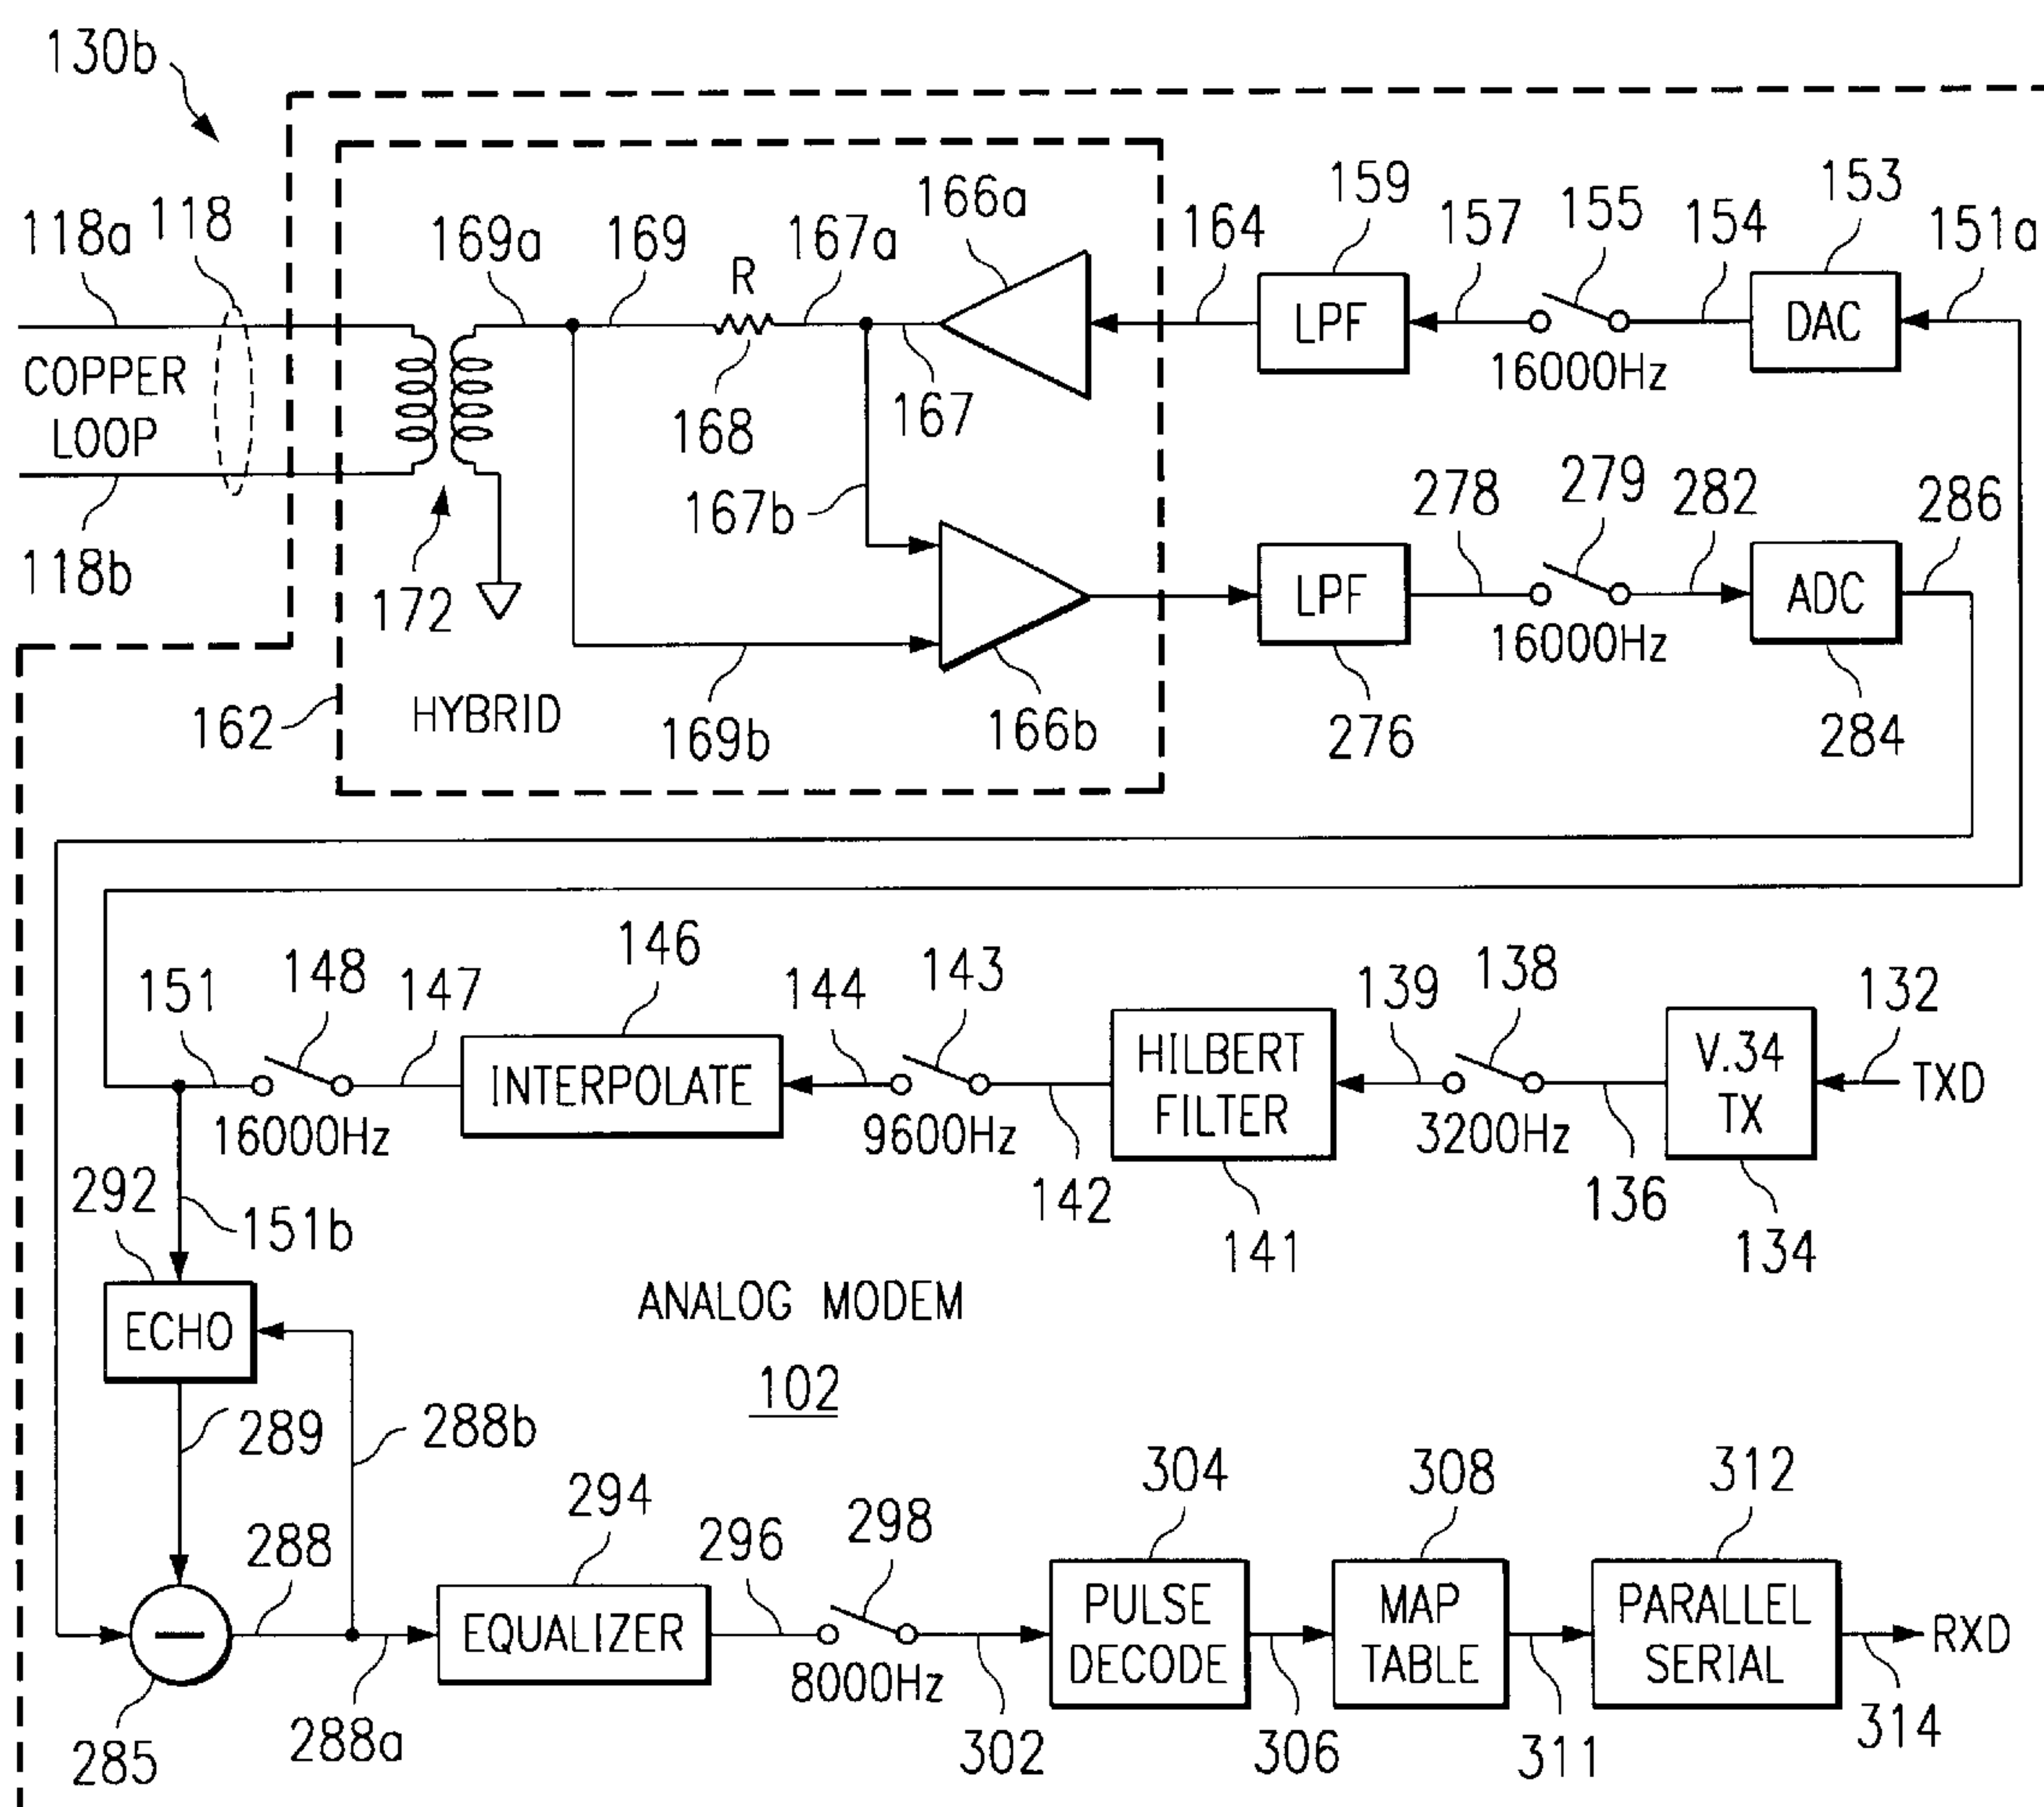 130b
118a
118
169a
169
R
167a
166a
164
159
157
155
154
153
151a
COPPER
LOOP
LPF
16000Hz
DAC
168
167
118b
172
167b
278
279
282
286
LPF
16000Hz
ADC
162
HYBRID
169b
166b
276
284
151
148
147
146
144
143
139
138
132
INTERPOLATE
HILBERT
FILTER
V.34
TX
TXD
16000Hz
9600Hz
3200Hz
292
151b
142
141
136
134
ECHO
ANALOG MODEM
102
289
288b
288
294
296
298
304
308
312
EQUALIZER
8000Hz
PULSE
DECODE
MAP
TABLE
PARALLEL
SERIAL
RXD
285
288a
302
306
311
314